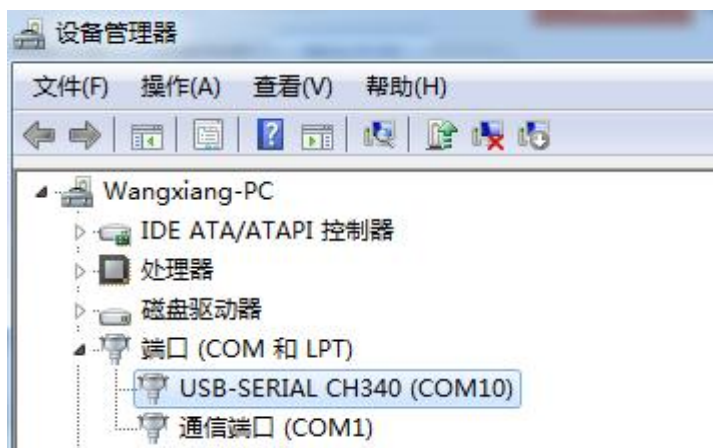 设备管理器
文件(F) 操作(A) 查看(V) 帮助(H)
Wangxiang-PC
IDE ATA/ATAPI 控制器
处理器
磁盘驱动器
端口 (COM 和 LPT)
USB-SERIAL CH340 (COM10)
通信端口 (COM1)